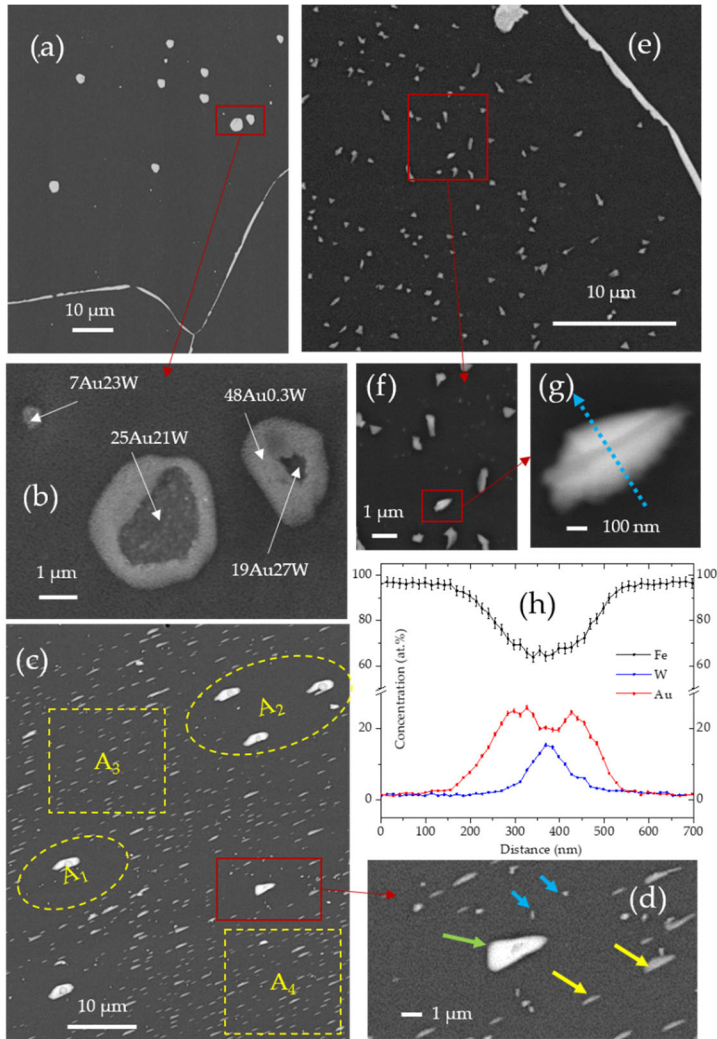 (a)
10 µm
(e)
10 µm
7Au23W
48Au0.3W
25Au21W
(b)
19Au27W
1 µm
(f)
1 µm
(g)
100 nm
(c)
A2
A3
A1
A4
10 µm
(h)
100
80
60
20
0
Concentration (at.%)
100
80
60
20
0
Fe
W
Au
0 100 200 300 400 500 600 700
Distance (nm)
(d)
1 µm